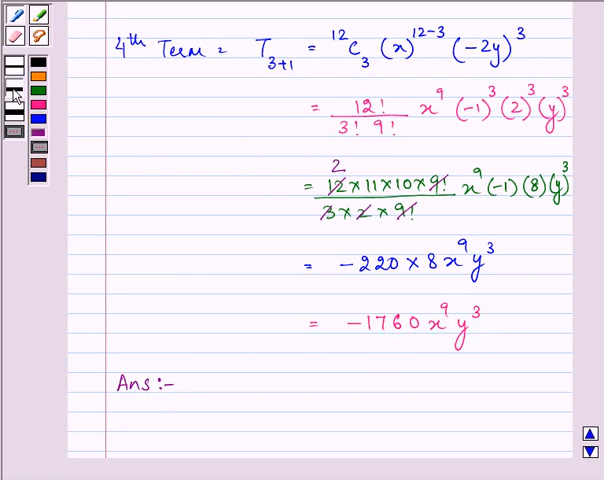 4th Term = T₃₊₁ = ¹²C₃ (x)¹²⁻³ (-2y)³
= 12! / 3! 9! x⁹ (-1)³ (2)³ (y)³
2
= 12 × 11 × 10 × 9! / 3 × 2 × 9! x⁹ (-1) (8) (y)³
= -220 × 8 x⁹ y³
= -1760 x⁹ y³
Ans :-